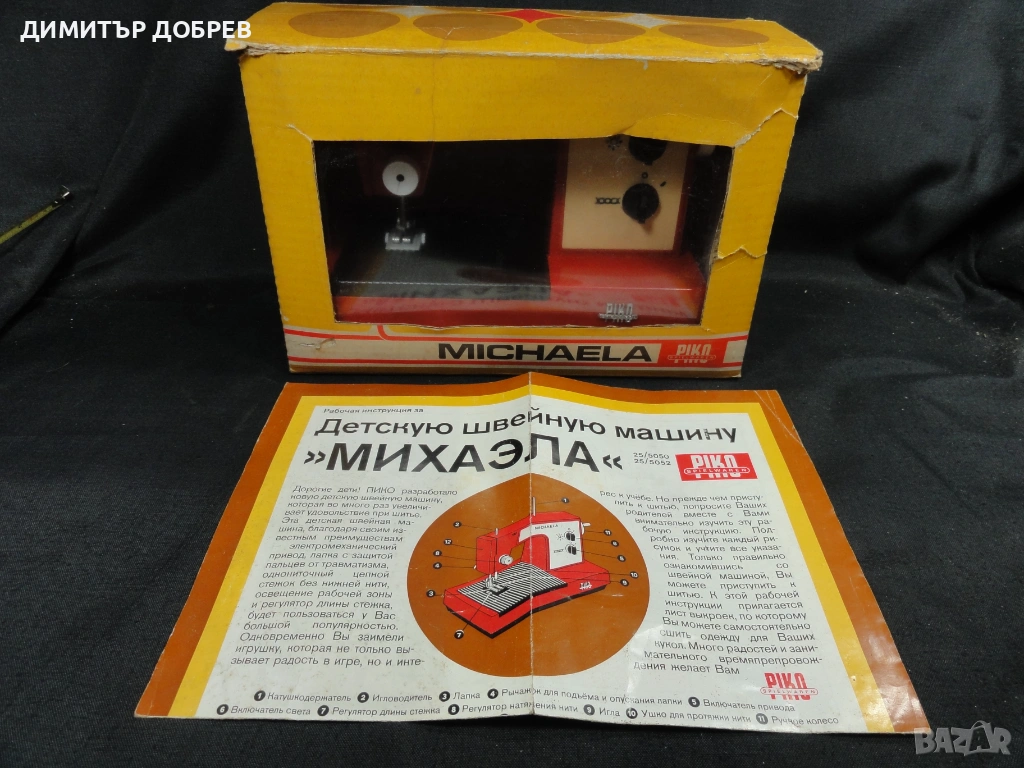 ДИМИТЪР ДОБРЕВ
PIKO
MICHAELA PIKO
Рабочая инструкция за
Детскую швейную машину
»МИХАЭЛА«
25/5050
25/5052
PIKO
SPIELWAREN
Дорогие дети! ПИКО разработало
новую детскую швейную машину,
которая во много раз увеличи-
вает удовольствие при шитье.
Эта детская швейная ма-
шина, благодаря своим из-
вестным преимуществам
электромеханический
привод, лапка с защитой
пальцев от травматизма,
однониточный цепной
стежок без нижней нити,
освещение рабочей зоны
и регулятор длины стежка,
будет пользоваться у Вас
большой популярностью.
Одновременно Вы заимели
игрушку, которая не только вы-
зывает радость в игре, но и инте-
рес к учебе. Но прежде чем присту-
пить к шитью, попросите Ваших
родителей вместе с Вами
внимательно изучить эту ра-
бочую инструкцию. Под-
робно изучите каждый ри-
сунок и учтите все указа-
ния. Только правильно
ознакомившись со
швейной машиной, Вы
можете приступить к
шитью. К этой рабочей
инструкции прилагается
лист выкроек, по которому
Вы можете самостоятельно
сшить одежду для Ваших
кукол. Много радостей и зани-
мательного времяпрепровож-
дения желает Вам
PIKO
SPIELWAREN
MICHAELA
1 Катушкодержатель 2 Игловодитель 3 Лапка 4 Рычажок для подъёма и опускания лапки 5 Включатель привода
6 Включатель света 7 Регулятор длины стежка 8 Регулятор натяжения нити 9 Игла 10 Ушко для протяжки нити 11 Ручное колесо
BAZAR